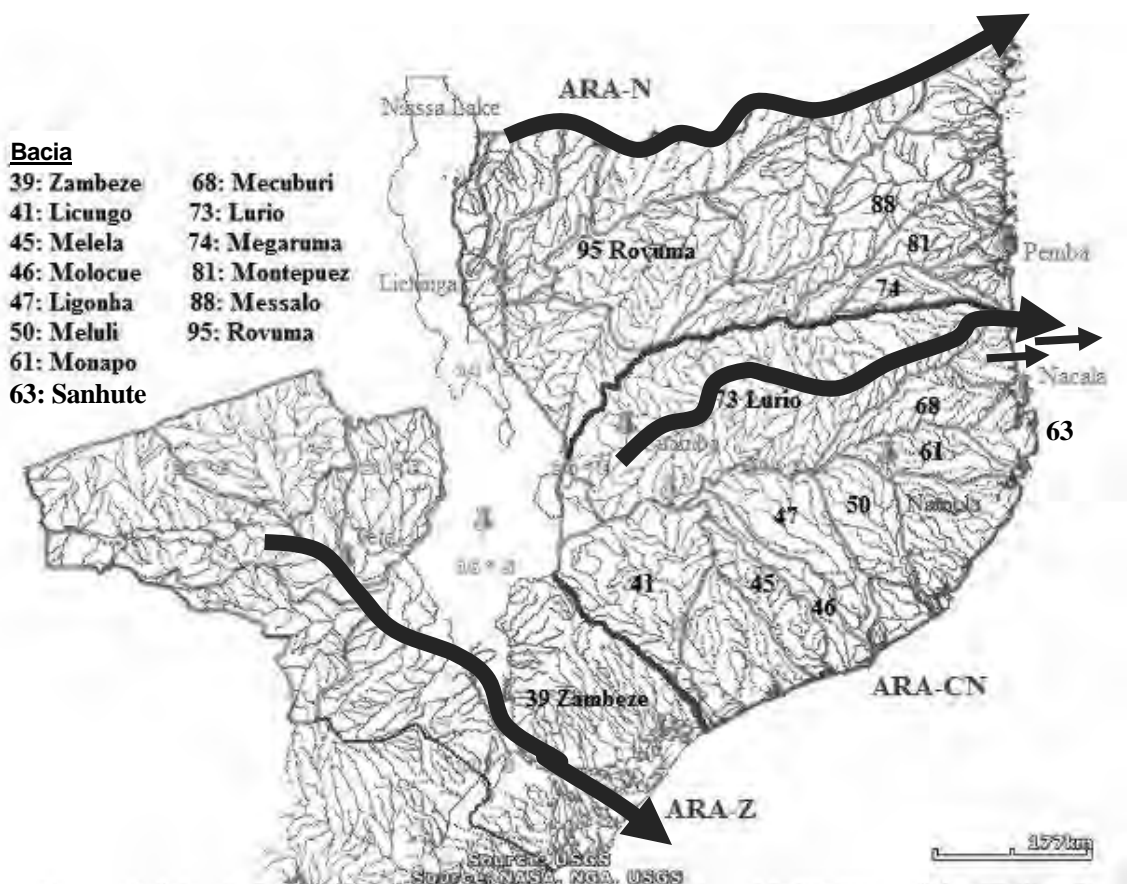 ARA-N
Nassa Lake
Bacia
39: Zambeze 68: Mecuburi
41: Licungo 73: Lurio
45: Melela 74: Megaruma
46: Molocue 81: Montepuez
47: Ligonha 88: Messalo
50: Meluli 95: Rovuma
61: Monapo
63: Sanhute
88
81
95 Rovuma
Pemba
Lichinga
74
Nacala
73 Lurio
68
63
61
50
Nampula
47
16° S
41
45
46
ARA-CN
39 Zambeze
ARA-Z
177km
Source: USGS
Source: NASA, NGA, USGS